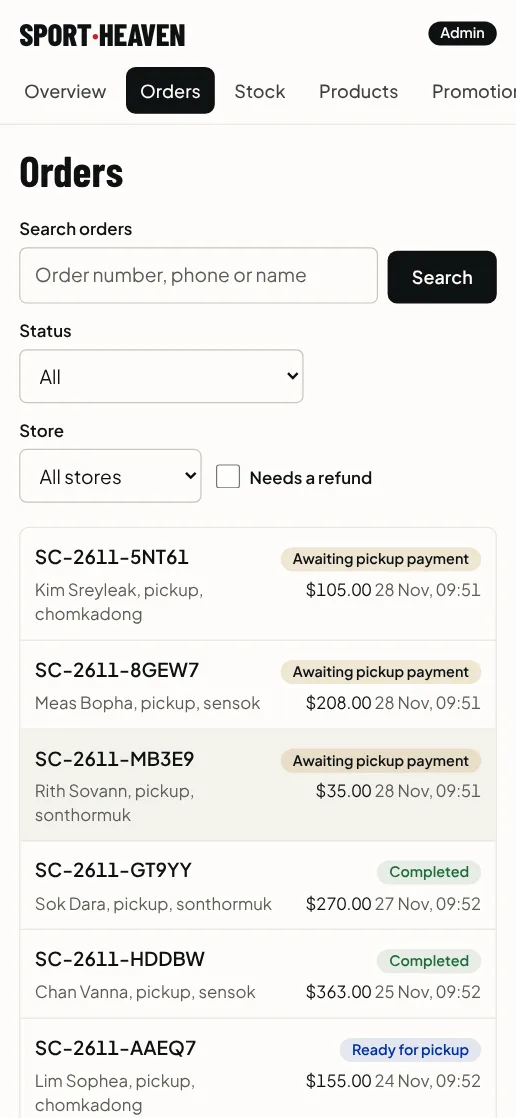 SPORT·HEAVEN
Admin
Overview Orders Stock Products Promotion
Orders
Search orders
Order number, phone or name
Search
Status
All
Store
All stores
Needs a refund
SC-2611-5NT61
Awaiting pickup payment
Kim Sreyleak, pickup,
chomkadong
$105.00 28 Nov, 09:51
SC-2611-8GEW7
Awaiting pickup payment
Meas Bopha, pickup, sensok
$208.00 28 Nov, 09:51
SC-2611-MB3E9
Awaiting pickup payment
Rith Sovann, pickup,
sonthormuk
$35.00 28 Nov, 09:51
SC-2611-GT9YY
Completed
Sok Dara, pickup, sonthormuk
$270.00 27 Nov, 09:52
SC-2611-HDDBW
Completed
Chan Vanna, pickup, sensok
$363.00 25 Nov, 09:52
SC-2611-AAEQ7
Ready for pickup
Lim Sophea, pickup,
chomkadong
$155.00 24 Nov, 09:52